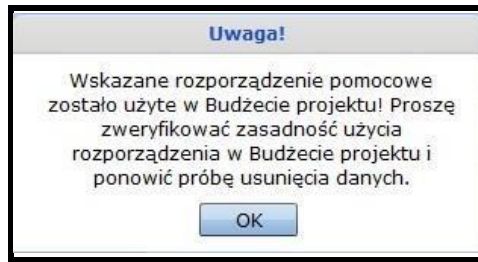 Uwaga!
Wskazane rozporządzenie pomocowe
zostało użyte w Budżecie projektu! Proszę
zweryfikować zasadność użycia
rozporządzenia w Budżecie projektu i
ponowić próbę usunięcia danych.
OK